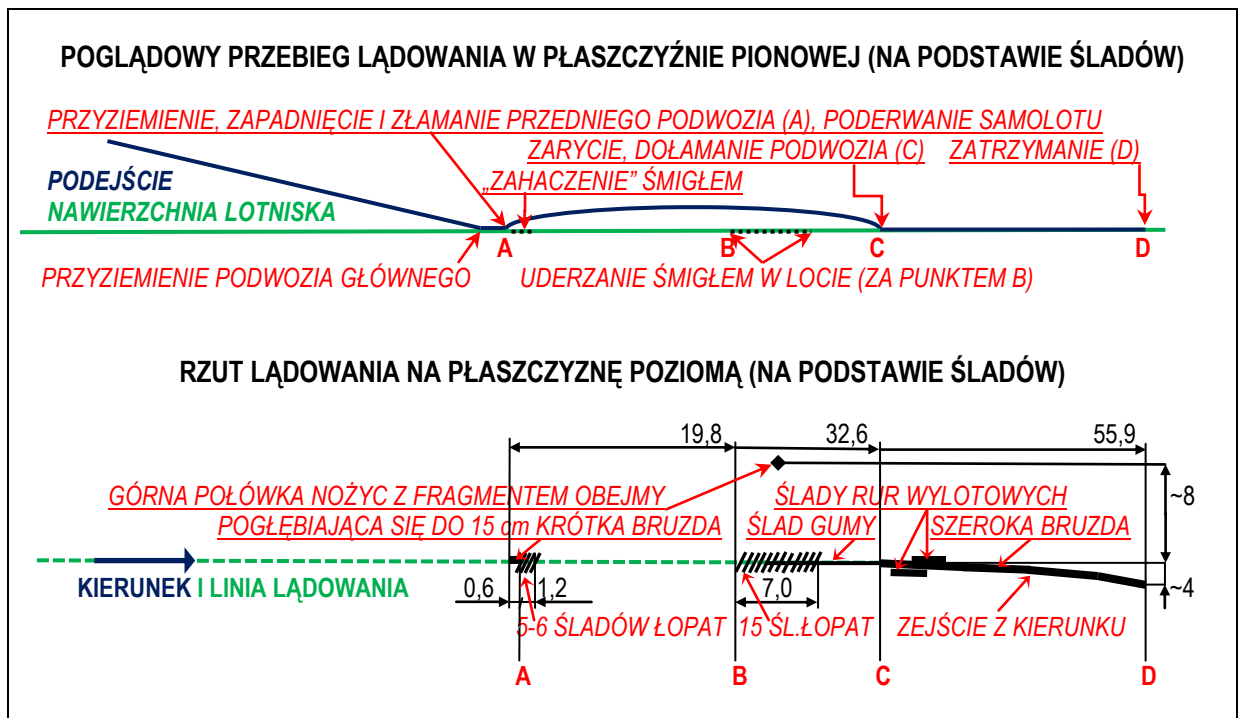 POGLĄDOWY PRZEBIEG LĄDOWANIA W PŁASZCZYŹNIE PIONOWEJ (NA PODSTAWIE ŚLADÓW)
PRZYZIEMIENIE, ZAPADNIĘCIE I ZŁAMANIE PRZEDNIEGO PODWOZIA (A), PODERWANIE SAMOLOTU
ZARYCIE, DOŁAMANIE PODWOZIA (C) ZATRZYMANIE (D)
PODEJŚCIE „ZAHACZENIE” ŚMIGŁEM
NAWIERZCHNIA LOTNISKA
A B C D
PRZYZIEMIENIE PODWOZIA GŁÓWNEGO UDERZANIE ŚMIGŁEM W LOCIE (ZA PUNKTEM B)
RZUT LĄDOWANIA NA PŁASZCZYZNĘ POZIOMĄ (NA PODSTAWIE ŚLADÓW)
19,8 32,6 55,9
GÓRNA POŁÓWKA NOŻYC Z FRAGMENTEM OBEJMY ŚLADY RUR WYLOTOWYCH ~8
POGŁĘBIAJĄCA SIĘ DO 15 cm KRÓTKA BRUZDA ŚLAD GUMY SZEROKA BRUZDA
KIERUNEK I LINIA LĄDOWANIA 0,6 1,2 7,0 ~4
5-6 ŚLADÓW ŁOPAT 15 ŚL.ŁOPAT ZEJŚCIE Z KIERUNKU
A B C D